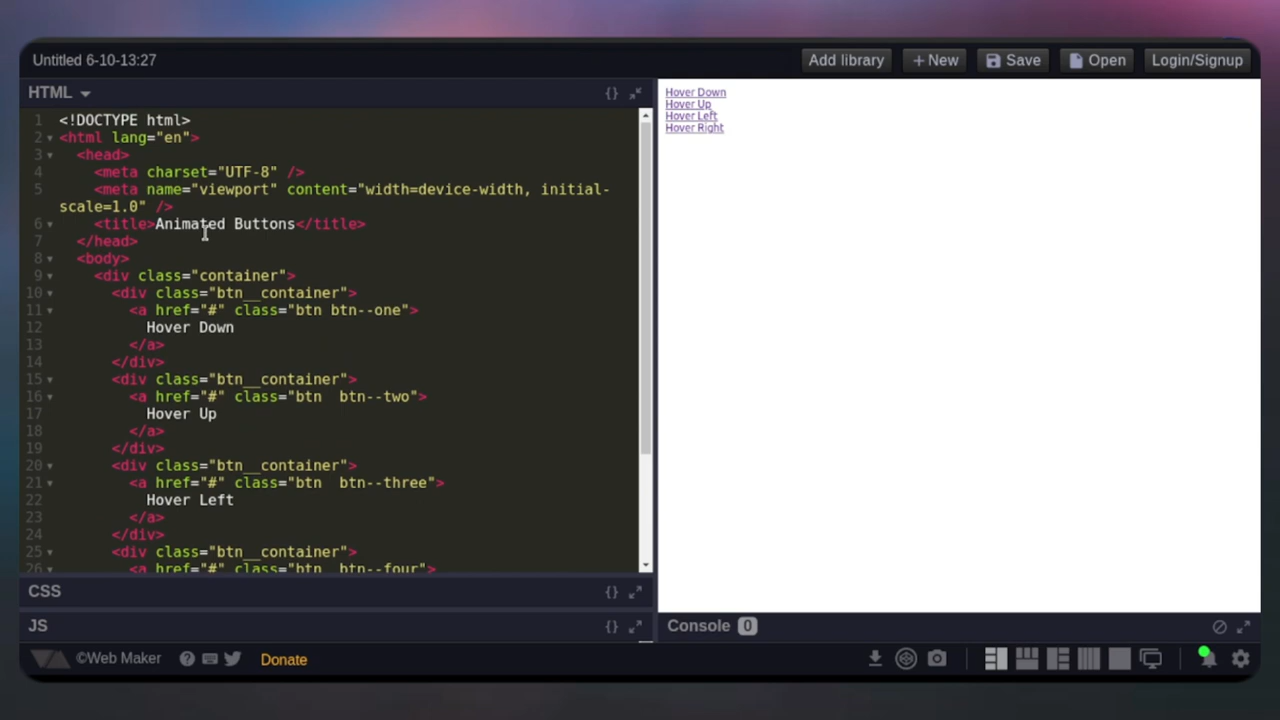 Untitled 6-10-13:27
Add library
+ New
Save
Open
Login/Signup
HTML
{}
1 <!DOCTYPE html>
2 <html lang="en">
3 <head>
4 <meta charset="UTF-8" />
5 <meta name="viewport" content="width=device-width, initial-
scale=1.0" />
6 <title>Animated Buttons</title>
7 </head>
8 <body>
9 <div class="container">
10 <div class="btn__container">
11 <a href="#" class="btn btn--one">
12 Hover Down
13 </a>
14 </div>
15 <div class="btn__container">
16 <a href="#" class="btn  btn--two">
17 Hover Up
18 </a>
19 </div>
20 <div class="btn__container">
21 <a href="#" class="btn  btn--three">
22 Hover Left
23 </a>
24 </div>
25 <div class="btn__container">
26 <a href="#" class="btn  btn--four">
CSS
{}
JS
{}
Hover Down
Hover Up
Hover Left
Hover Right
Console 0
©Web Maker
Donate